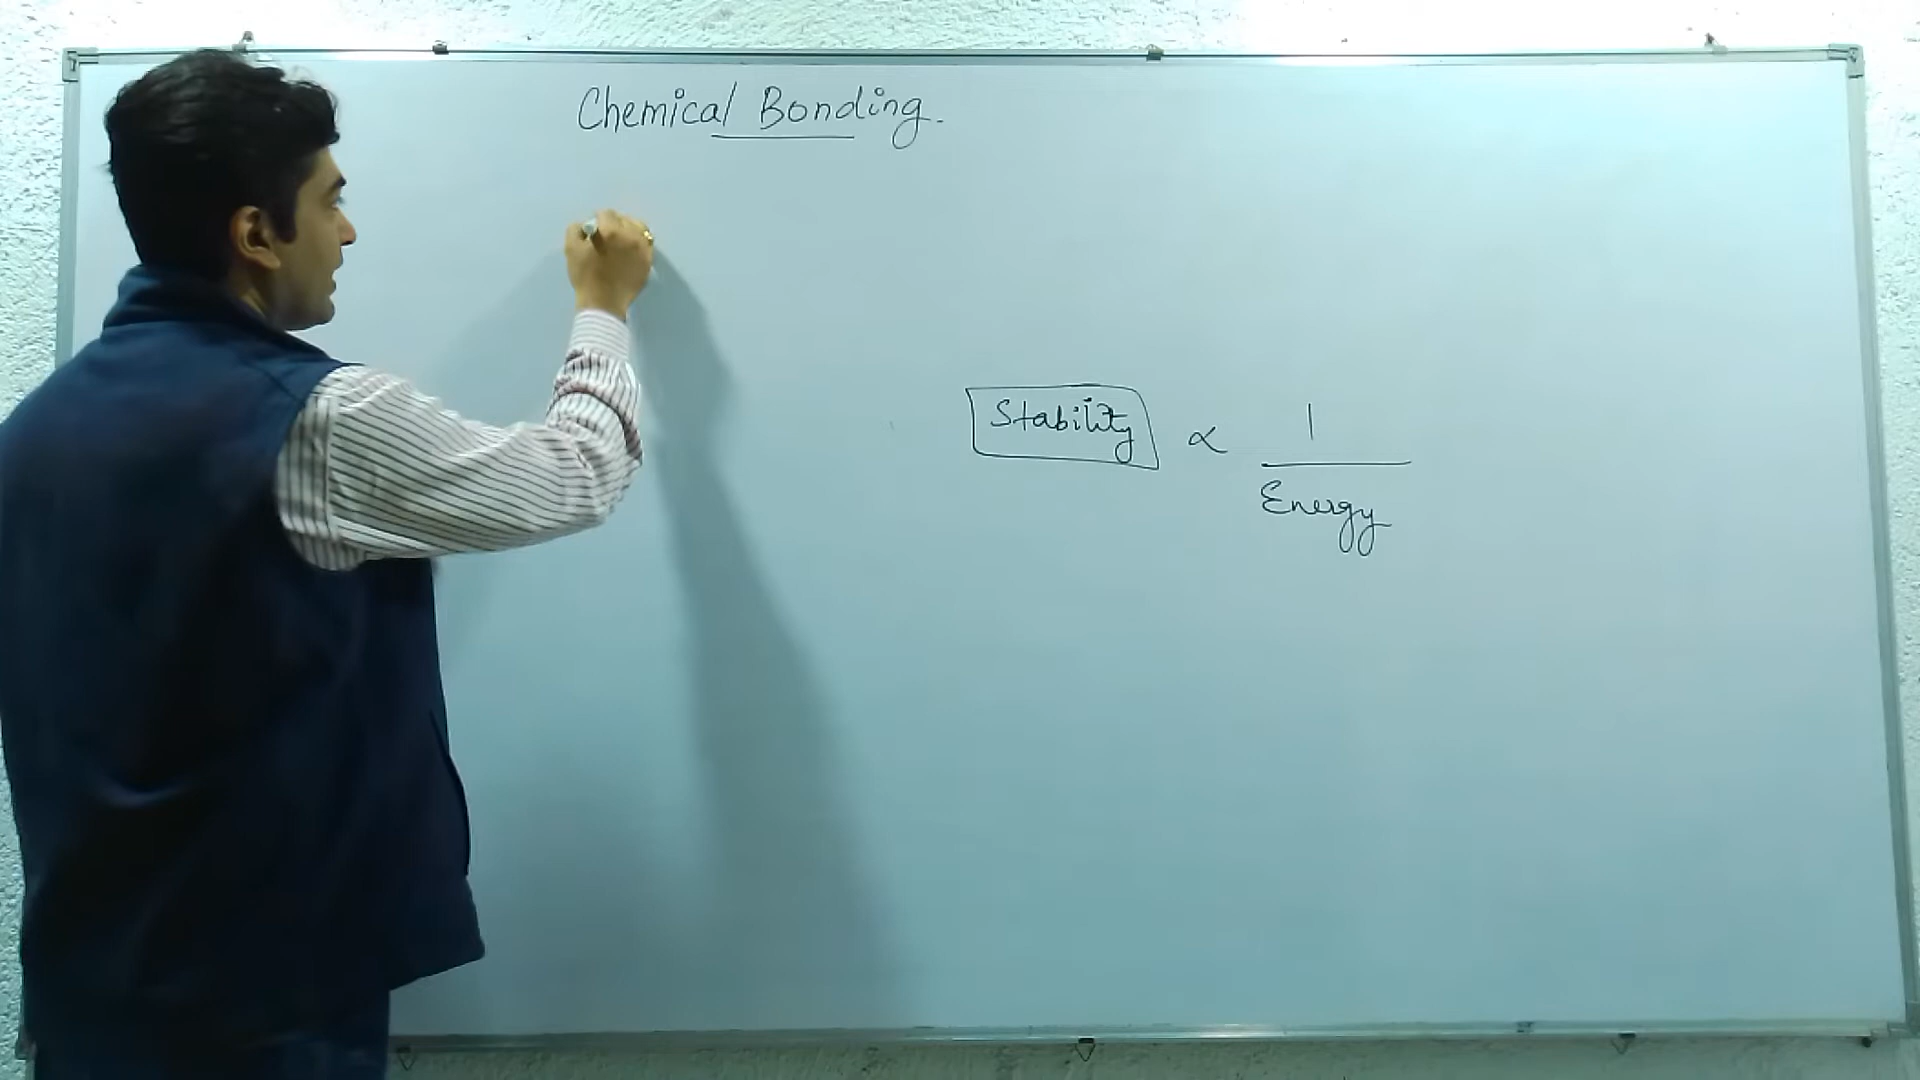 Chemical Bonding.
Stability ∝ 1
Energy